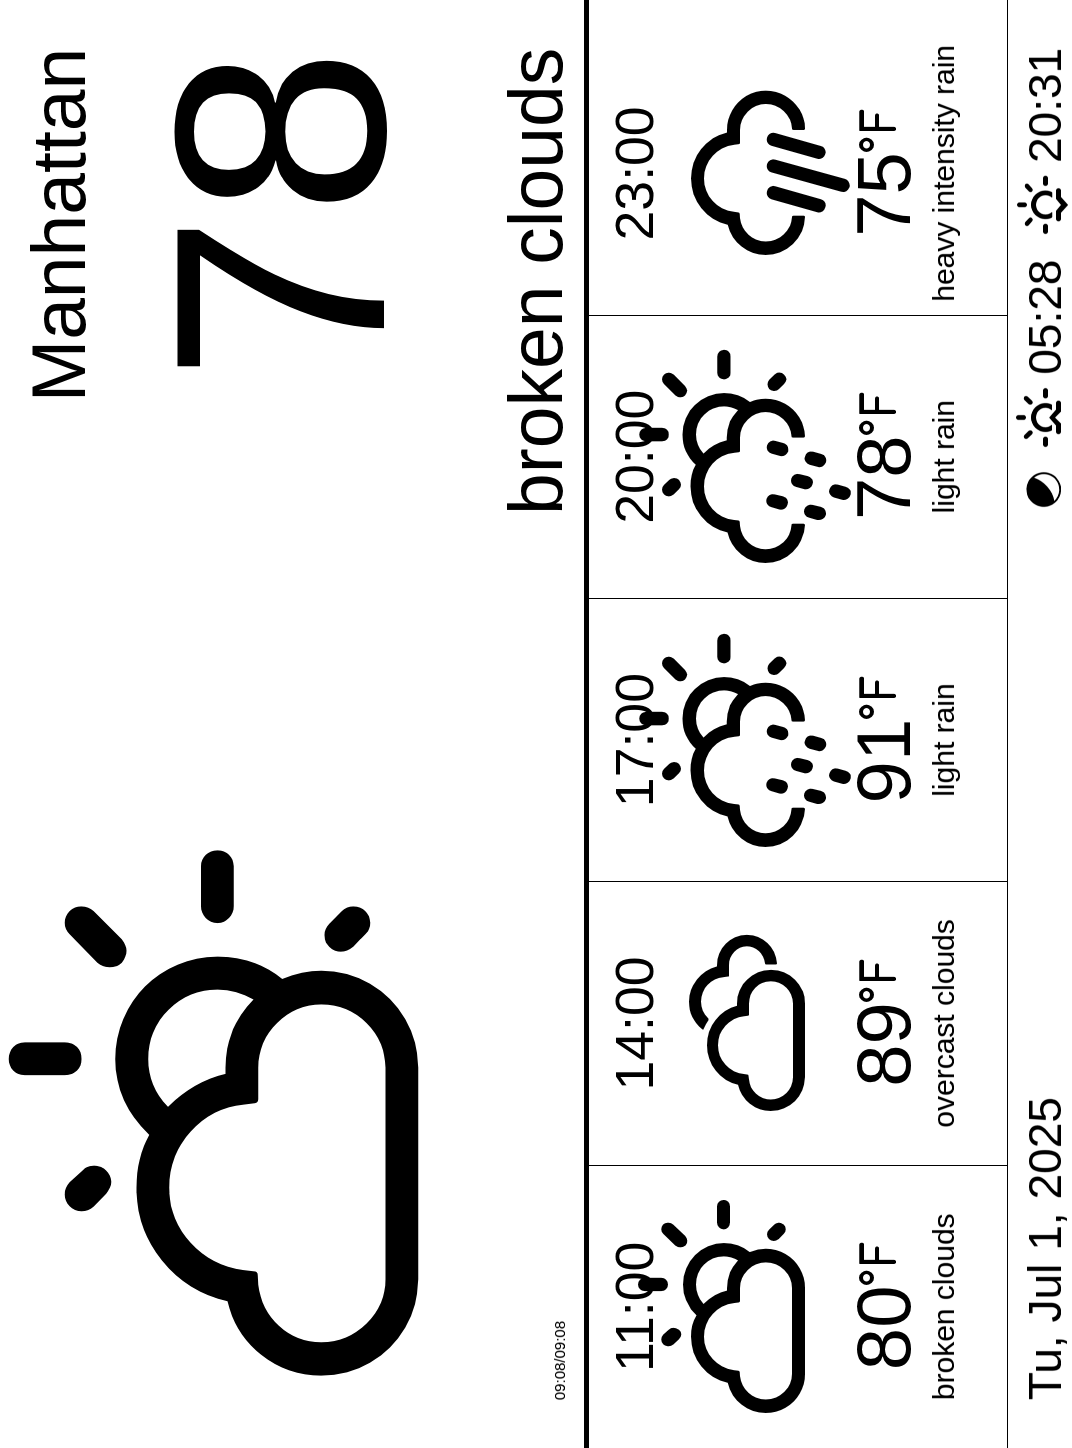 Manhattan
78
broken clouds
09:08/09:08
11:00
80°F
broken clouds
14:00
89°F
overcast clouds
17:00
91°F
light rain
20:00
78°F
light rain
23:00
75°F
heavy intensity rain
Tu, Jul 1, 2025
05:28
20:31